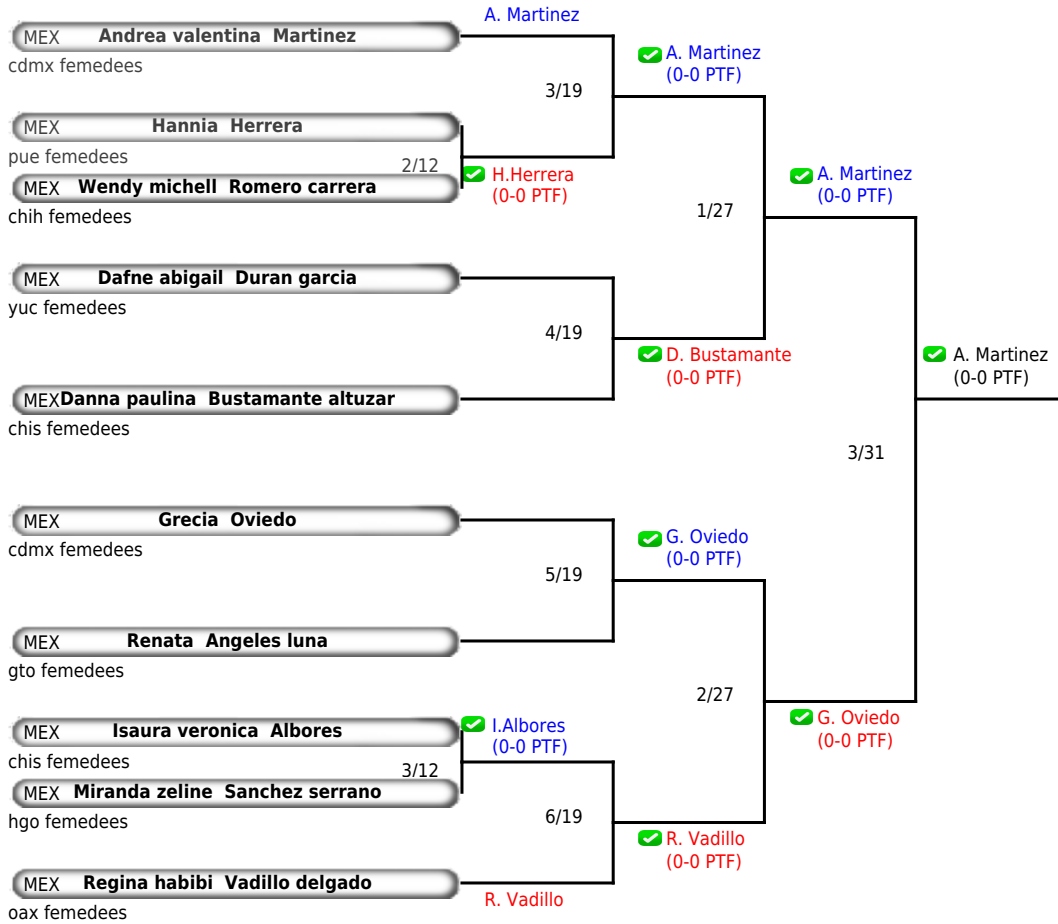 A. Martinez
MEX Andrea valentina Martinez
cdmx femedees
A. Martinez
(0-0 PTF)
3/19
MEX Hannia Herrera
pue femedees
2/12
H.Herrera
(0-0 PTF)
MEX Wendy michell Romero carrera
chih femedees
A. Martinez
(0-0 PTF)
1/27
MEX Dafne abigail Duran garcia
yuc femedees
4/19
D. Bustamante
(0-0 PTF)
A. Martinez
(0-0 PTF)
MEX Danna paulina Bustamante altuzar
chis femedees
3/31
MEX Grecia Oviedo
cdmx femedees
G. Oviedo
(0-0 PTF)
5/19
MEX Renata Angeles luna
gto femedees
2/27
G. Oviedo
(0-0 PTF)
MEX Isaura veronica Albores
chis femedees
I.Albores
(0-0 PTF)
3/12
MEX Miranda zeline Sanchez serrano
hgo femedees
6/19
R. Vadillo
(0-0 PTF)
MEX Regina habibi Vadillo delgado
oax femedees
R. Vadillo